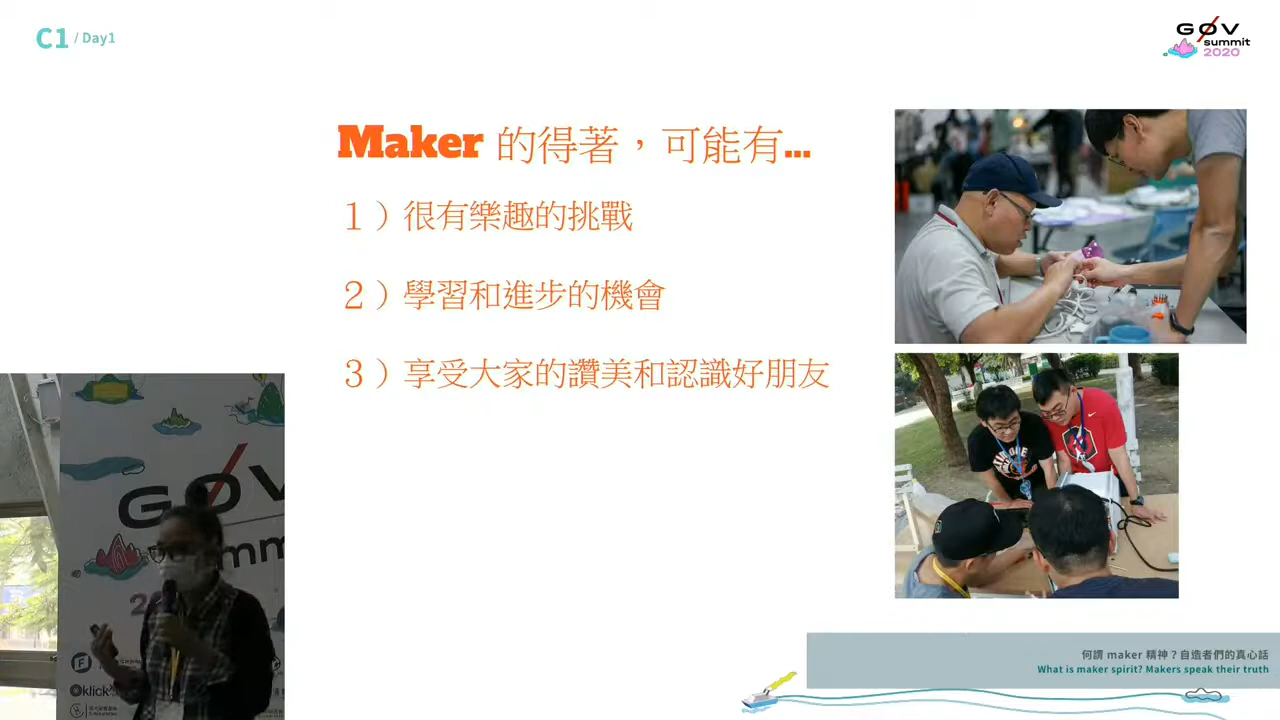 C1 / Day1
GØV
summit
2020
Maker 的得著，可能有...
１）很有樂趣的挑戰
２）學習和進步的機會
３）享受大家的讚美和認識好朋友
GØV
何謂 maker 精神？自造者們的真心話
What is maker spirit? Makers speak their truth